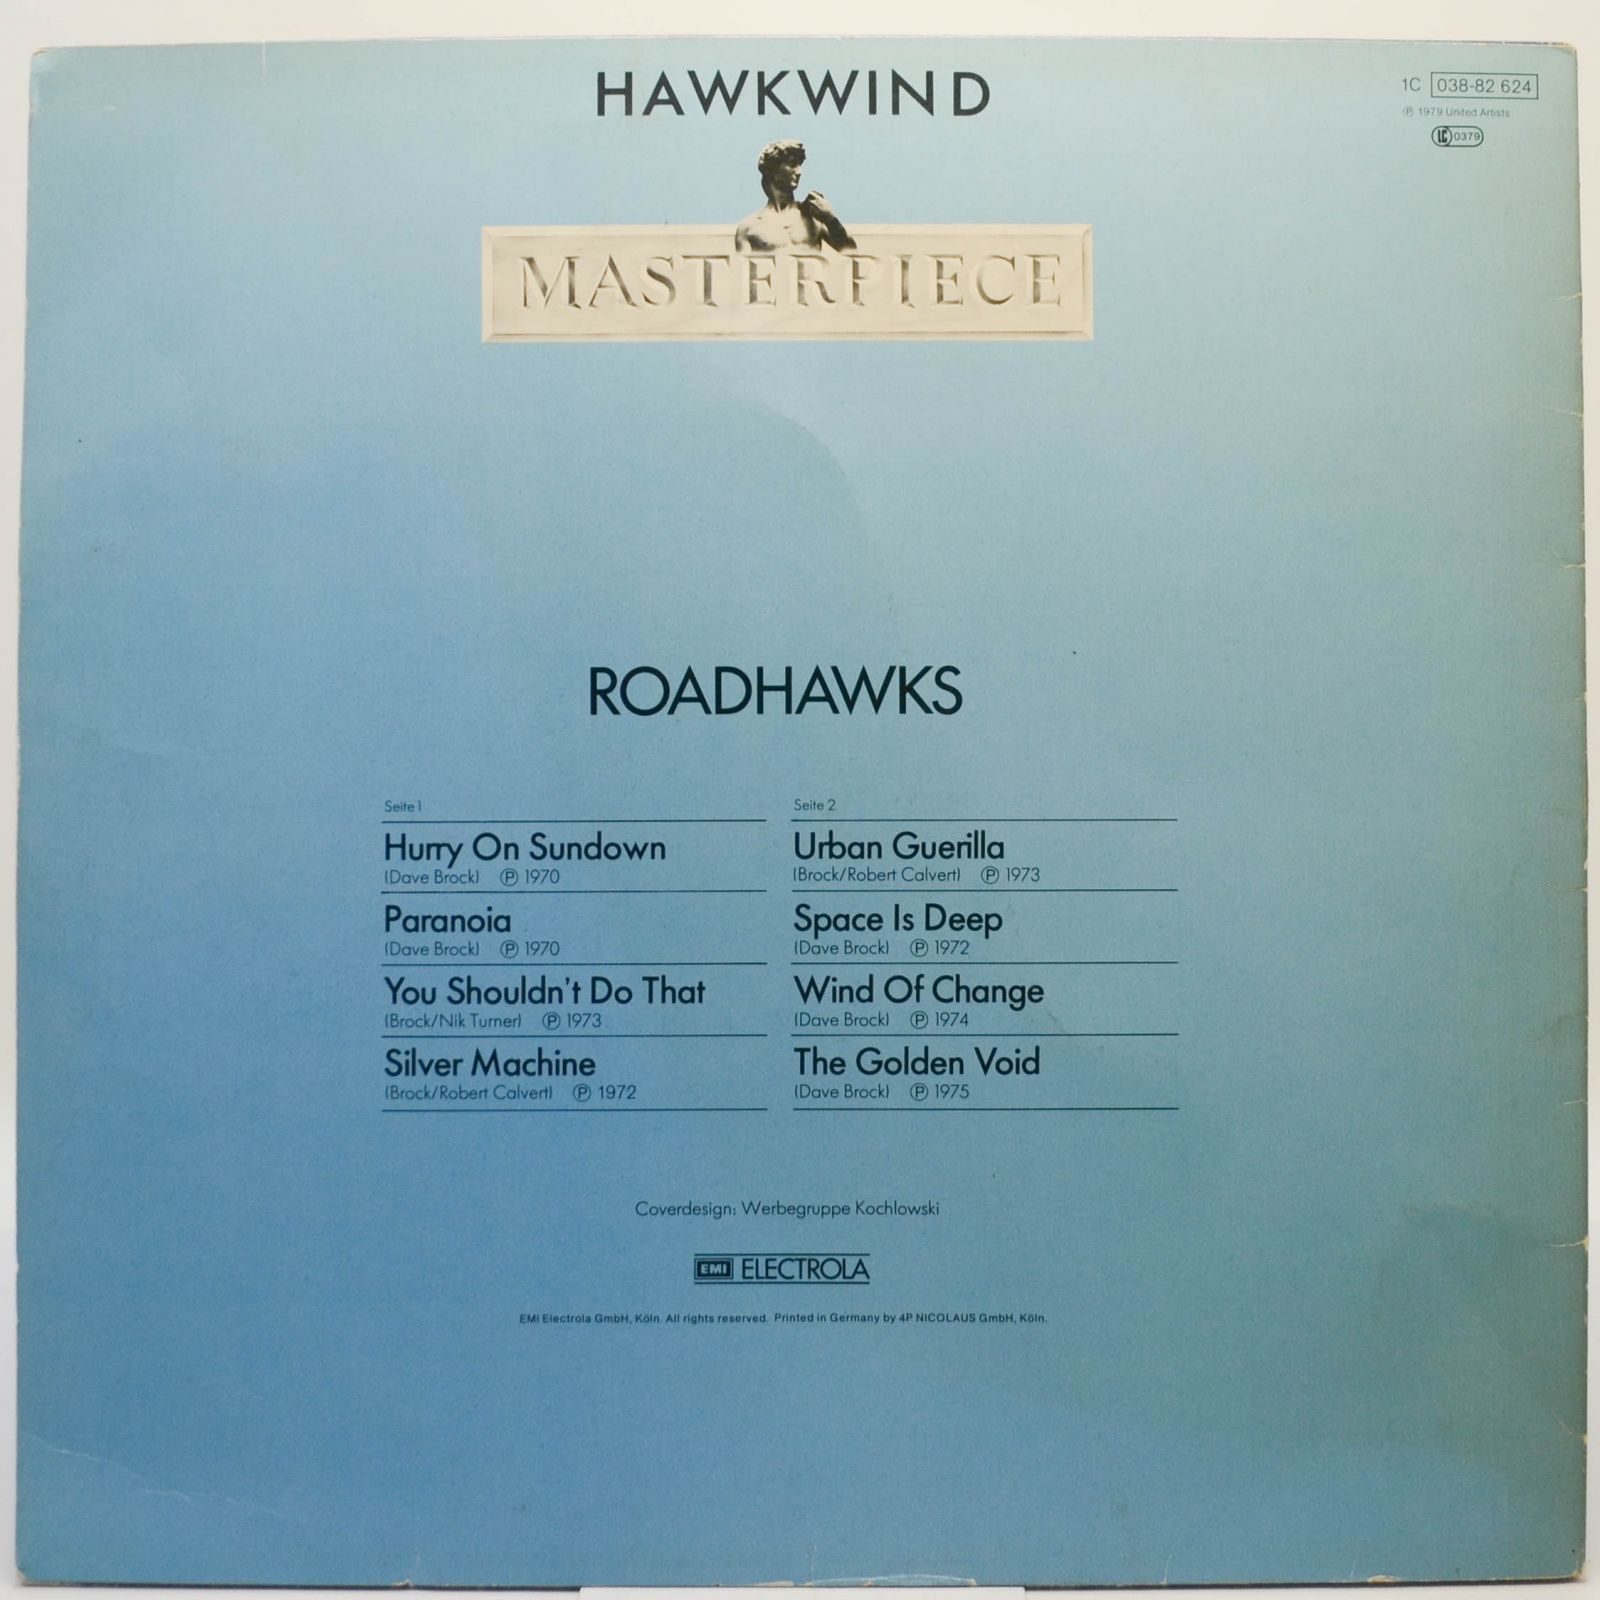 HAWKWIND
1C 038-82 624
℗ 1979 United Artists
LC 0379
MASTERPIECE
ROADHAWKS
Seite 1
Hurry On Sundown
(Dave Brock) ℗ 1970
Paranoia
(Dave Brock) ℗ 1970
You Shouldn't Do That
(Brock/Nik Turner) ℗ 1973
Silver Machine
(Brock/Robert Calvert) ℗ 1972
Seite 2
Urban Guerilla
(Brock/Robert Calvert) ℗ 1973
Space Is Deep
(Dave Brock) ℗ 1972
Wind Of Change
(Dave Brock) ℗ 1974
The Golden Void
(Dave Brock) ℗ 1975
Coverdesign: Werbegruppe Kochlowski
EMI ELECTROLA
EMI Electrola GmbH, Köln. All rights reserved. Printed in Germany by 4P NICOLAUS GmbH, Köln.